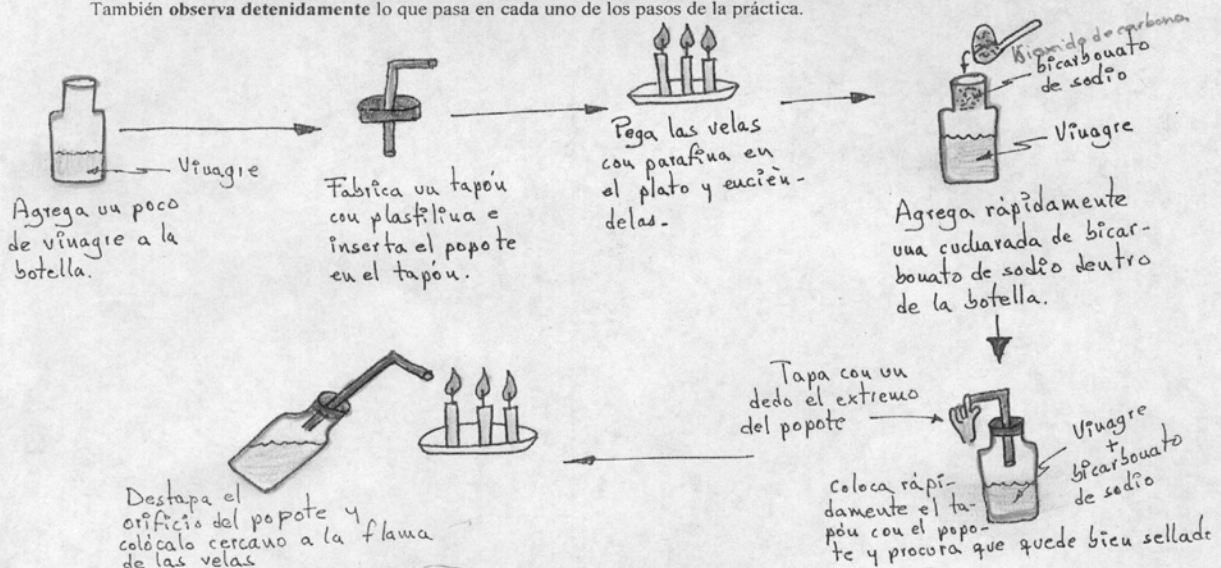 También observa detenidamente lo que pasa en cada uno de los pasos de la práctica.
Vinagre
Agrega un poco
de vinagre a la
botella.
Fabrica un tapón
con plastilina e
inserta el popote
en el tapón.
Pega las velas
con parafina en
el plato y encién-
delas.
Bioxido de carbono
bicarbonato
de sodio
Vinagre
Agrega rápidamente
una cucharada de bicar-
bonato de sodio dentro
de la botella.
Tapa con un
dedo el extremo
del popote
Vinagre
+
bicarbonato
de sodio
Coloca rápi-
damente el ta-
pón con el popo-
te y procura que quede bien sellado
Destapa el
orificio del popote y
colócalo cercano a la flama
de las velas